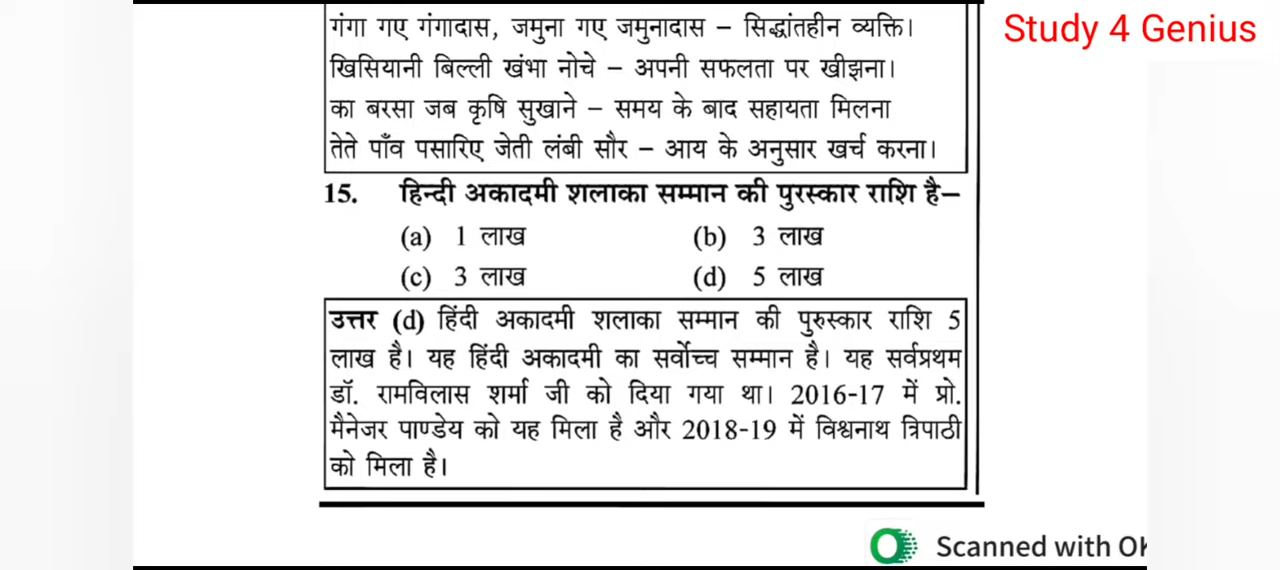 Study 4 Genius
गंगा गए गंगादास, जमुना गए जमुनादास – सिद्धांतहीन व्यक्ति।
खिसियानी बिल्ली खंभा नोचे – अपनी सफलता पर खीझना।
का बरसा जब कृषि सुखाने – समय के बाद सहायता मिलना
तेते पाँव पसारिए जेती लंबी सौर – आय के अनुसार खर्च करना।
15. हिन्दी अकादमी शलाका सम्मान की पुरस्कार राशि है–
(a) 1 लाख (b) 3 लाख
(c) 3 लाख (d) 5 लाख
उत्तर (d) हिंदी अकादमी शलाका सम्मान की पुरुस्कार राशि 5
लाख है। यह हिंदी अकादमी का सर्वोच्च सम्मान है। यह सर्वप्रथम
डॉ. रामविलास शर्मा जी को दिया गया था। 2016-17 में प्रो.
मैनेजर पाण्डेय को यह मिला है और 2018-19 में विश्वनाथ त्रिपाठी
को मिला है।
Scanned with OK